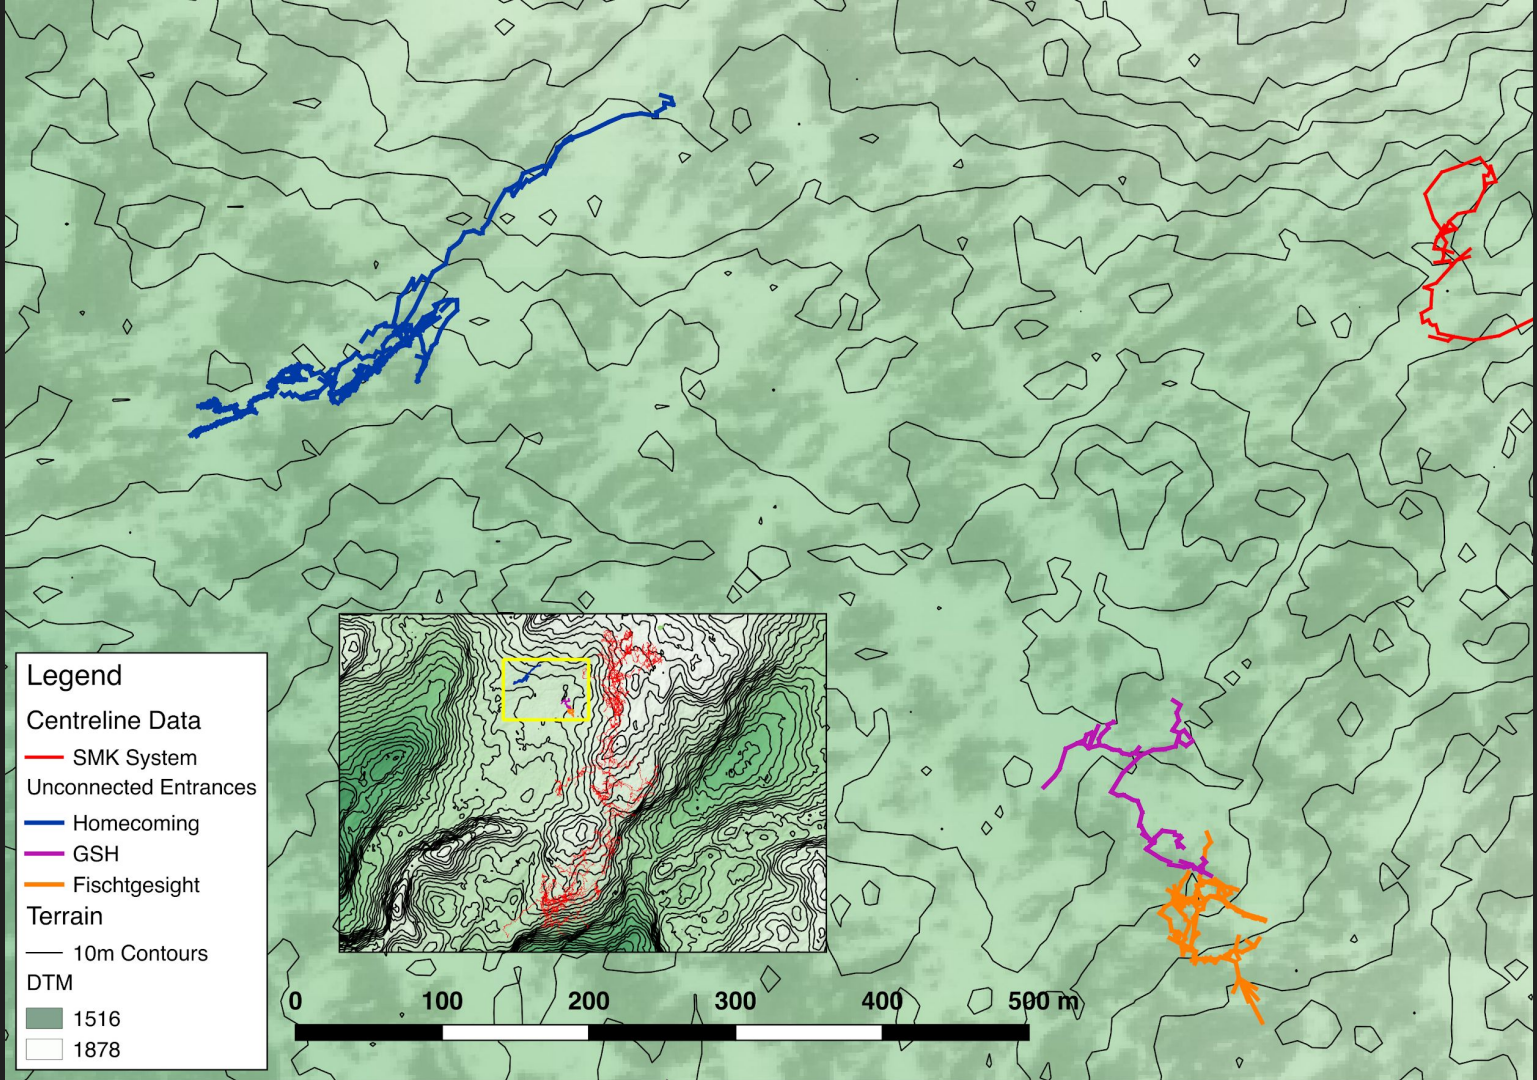 Legend
Centreline Data
SMK System
Unconnected Entrances
Homecoming
GSH
Fischtgesight
Terrain
10m Contours
DTM
1516
1878
0 100 200 300 400 500 m